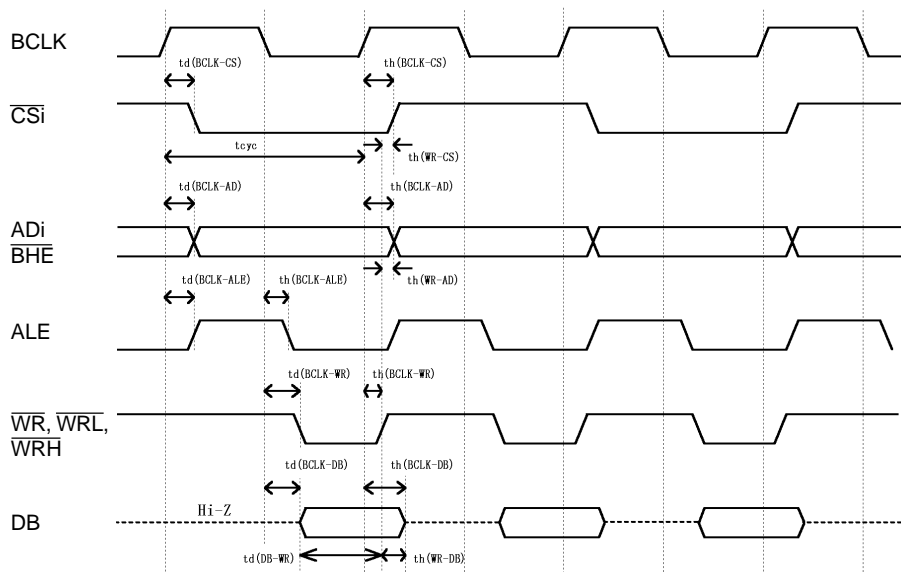 BCLK
td(BCLK-CS) th(BCLK-CS)
CSi
tcyc th(WR-CS)
td(BCLK-AD) th(BCLK-AD)
ADi
BHE
th(WR-AD)
td(BCLK-ALE) th(BCLK-ALE)
ALE
td(BCLK-WR) th(BCLK-WR)
WR, WRL,
WRH
td(BCLK-DB) th(BCLK-DB)
Hi-Z
DB
td(DB-WR) th(WR-DB)